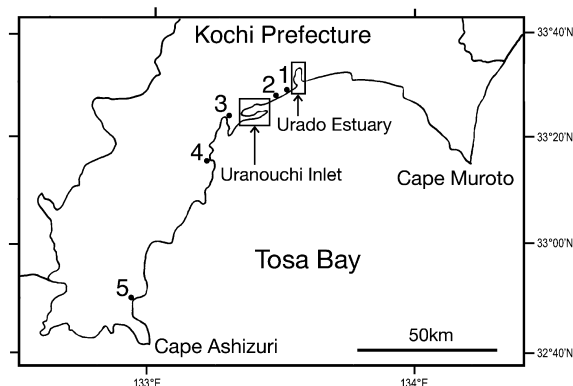 Kochi Prefecture
33°40'
1
2
Urado Estuary
3
33°20'
4
Uranouchi Inlet
Cape Muroto
33°00'
Tosa Bay
5
Cape Ashizuri
50km
32°40'
133°E
134°E